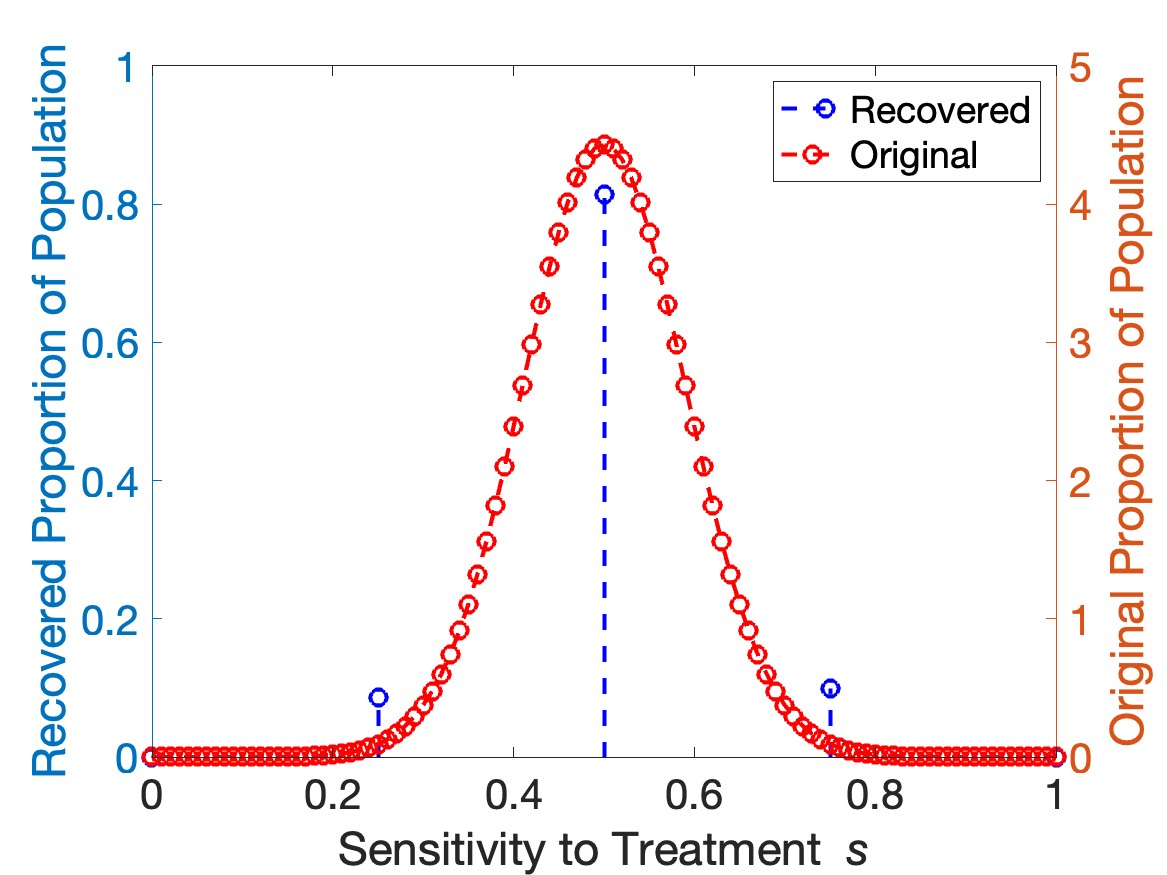 Recovered Proportion of Population
1
0.8
0.6
0.4
0.2
0
Recovered
Original
5
4
3
2
1
0
Original Proportion of Population
0 0.2 0.4 0.6 0.8 1
Sensitivity to Treatment s